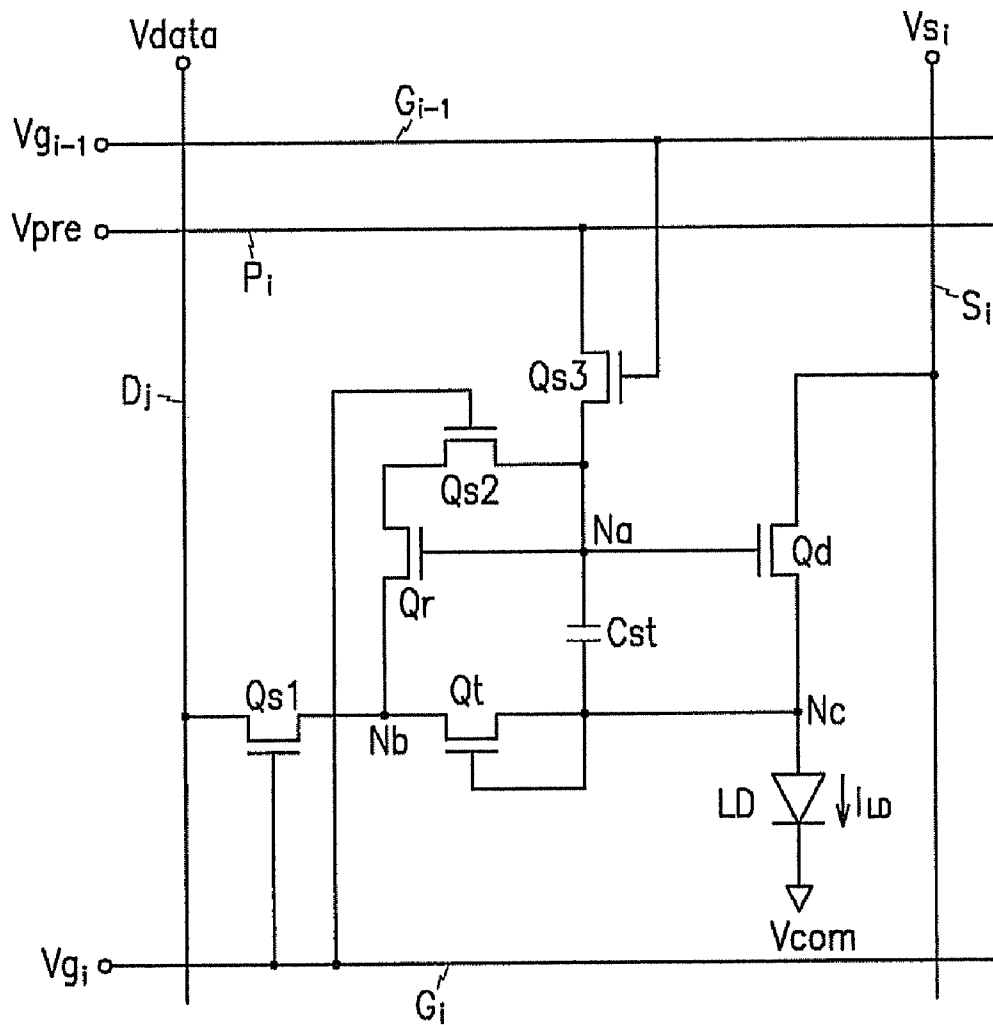 Vdata
Vsi
Gi-1
Vgi-1
Vpre
Pi
Si
Qs3
Dj
Qs2
Na
Qd
Qr
Cst
Qs1
Qt
Nb
Nc
LD
ILD
Vcom
Vgi
Gi